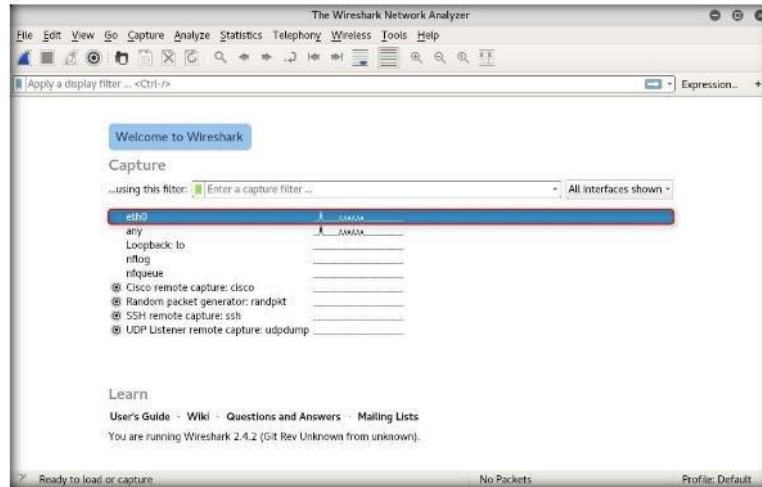 The Wireshark Network Analyzer
File Edit View Go Capture Analyze Statistics Telephony Wireless Tools Help
Apply a display filter ... <Ctrl-/>
Expression... +
Welcome to Wireshark
Capture
...using this filter: Enter a capture filter ...
All interfaces shown
eth0
any
Loopback: lo
nflog
nfqueue
Cisco remote capture: cisco
Random packet generator: randpkt
SSH remote capture: ssh
UDP Listener remote capture: udpdump
Learn
User's Guide · Wiki · Questions and Answers · Mailing Lists
You are running Wireshark 2.4.2 (Git Rev Unknown from unknown).
Ready to load or capture
No Packets
Profile: Default